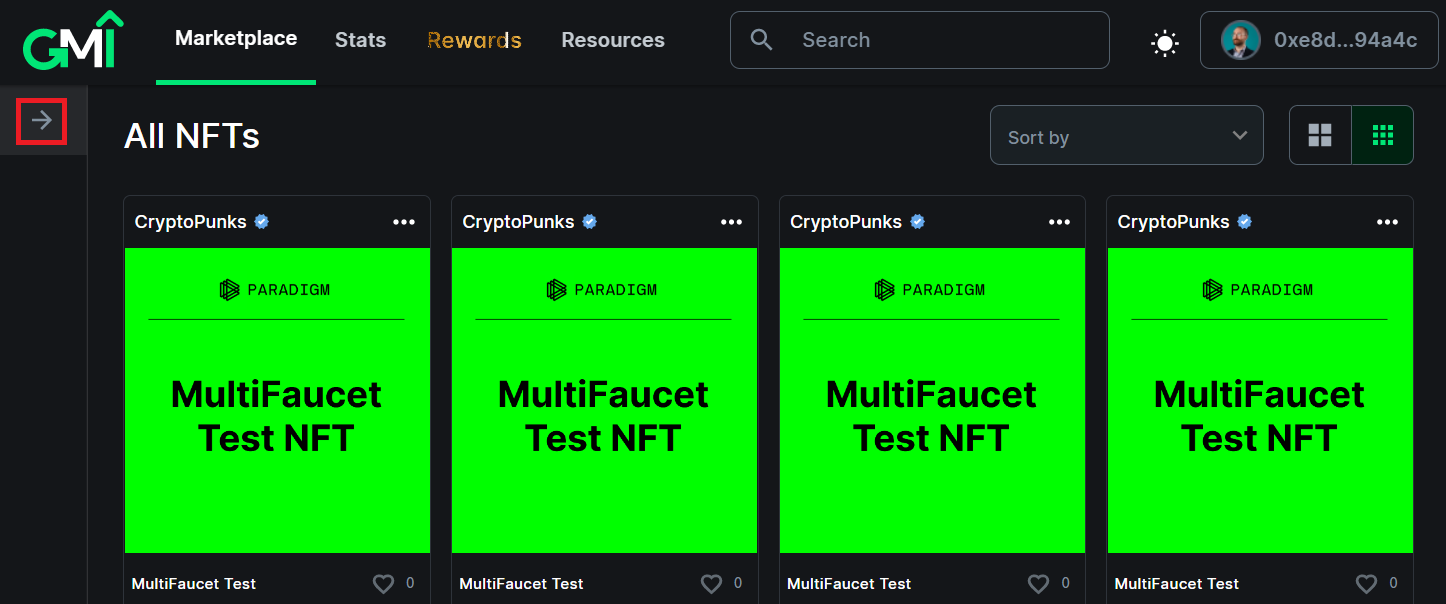 GMI
Marketplace Stats Rewards Resources Search 0xe8d...94a4c
All NFTs Sort by
CryptoPunks CryptoPunks CryptoPunks CryptoPunks
PARADIGM PARADIGM PARADIGM PARADIGM
MultiFaucet MultiFaucet MultiFaucet MultiFaucet
Test NFT Test NFT Test NFT Test NFT
MultiFaucet Test 0 MultiFaucet Test 0 MultiFaucet Test 0 MultiFaucet Test 0